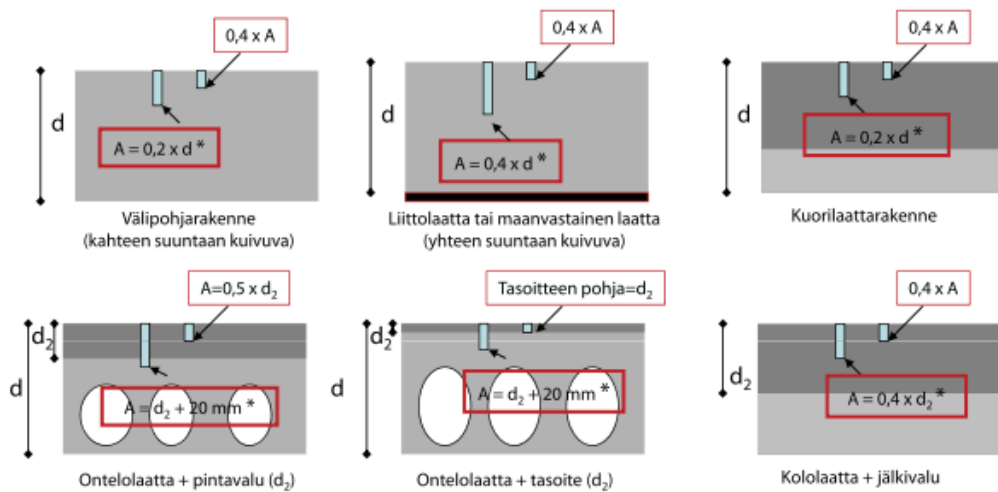 0,4 x A
d
A = 0,2 x d *
Välipohjarakenne
(kahteen suuntaan kuivuva)
0,4 x A
d
A = 0,4 x d *
Liittolaatta tai maanvastainen laatta
(yhteen suuntaan kuivuva)
0,4 x A
d
A = 0,2 x d *
Kuorilaattarakenne
A=0,5 x d₂
d₂
d
A = d₂ + 20 mm *
Ontelolaatta + pintavalu (d₂)
Tasoitteen pohja=d₂
d₂
d
A = d₂ + 20 mm *
Ontelolaatta + tasoite (d₂)
0,4 x A
d₂
A = 0,4 x d₂ *
Kololaatta + jälkivalu